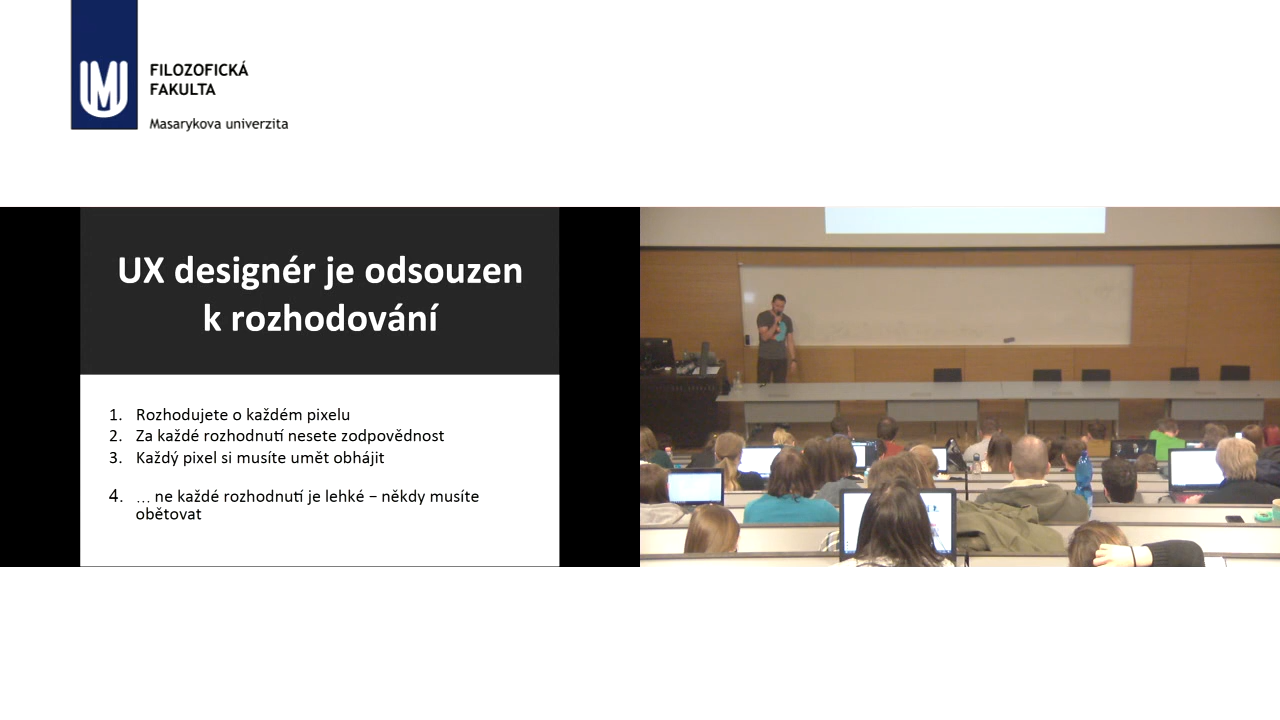 FILOZOFICKÁ
FAKULTA
Masarykova univerzita
UX designér je odsouzen
k rozhodování
1. Rozhodujete o každém pixelu
2. Za každé rozhodnutí nesete zodpovědnost
3. Každý pixel si musíte umět obhájit
4. … ne každé rozhodnutí je lehké – někdy musíte
obětovat